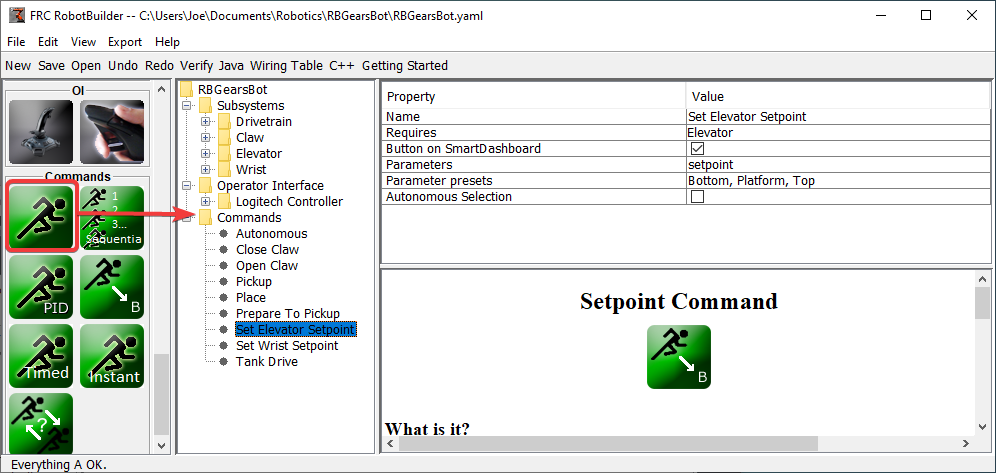 FRC RobotBuilder -- C:\Users\Joe\Documents\Robotics\RBGearsBot\RBGearsBot.yaml
File Edit View Export Help
New Save Open Undo Redo Verify Java Wiring Table C++ Getting Started
OI
Commands
1
2
3...
Sequentia
PID
B
Timed
Instant
?
RBGearsBot
Subsystems
Drivetrain
Claw
Elevator
Wrist
Operator Interface
Logitech Controller
Commands
Autonomous
Close Claw
Open Claw
Pickup
Place
Prepare To Pickup
Set Elevator Setpoint
Set Wrist Setpoint
Tank Drive
Property Value
Name Set Elevator Setpoint
Requires Elevator
Button on SmartDashboard
Parameters setpoint
Parameter presets Bottom, Platform, Top
Autonomous Selection
Setpoint Command
B
What is it?
Everything A OK.